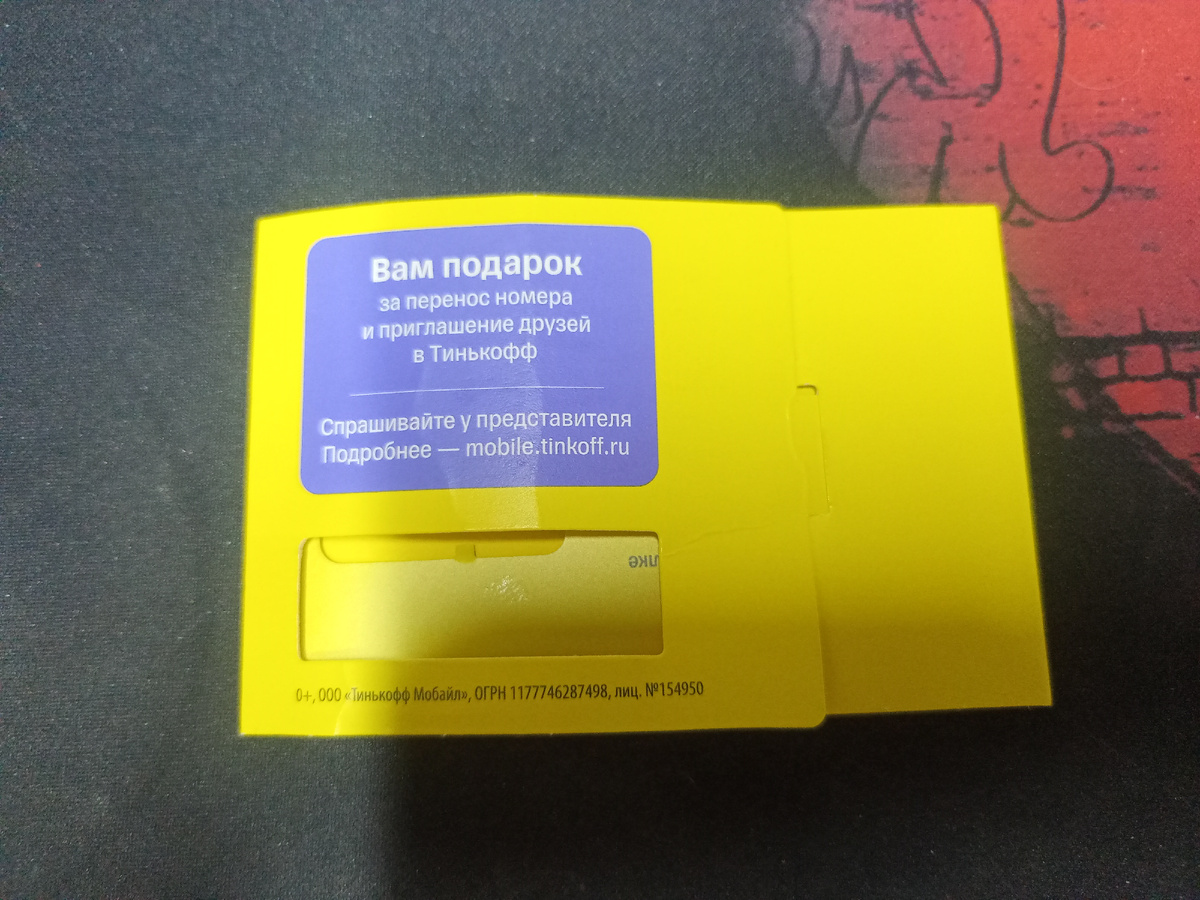 Вам подарок
за перенос номера
и приглашение друзей
в Тинькофф
Спрашивайте у представителя
Подробнее — mobile.tinkoff.ru
лке
0+, ООО «Тинькофф Мобайл», ОГРН 1177746287498, лиц. №154950